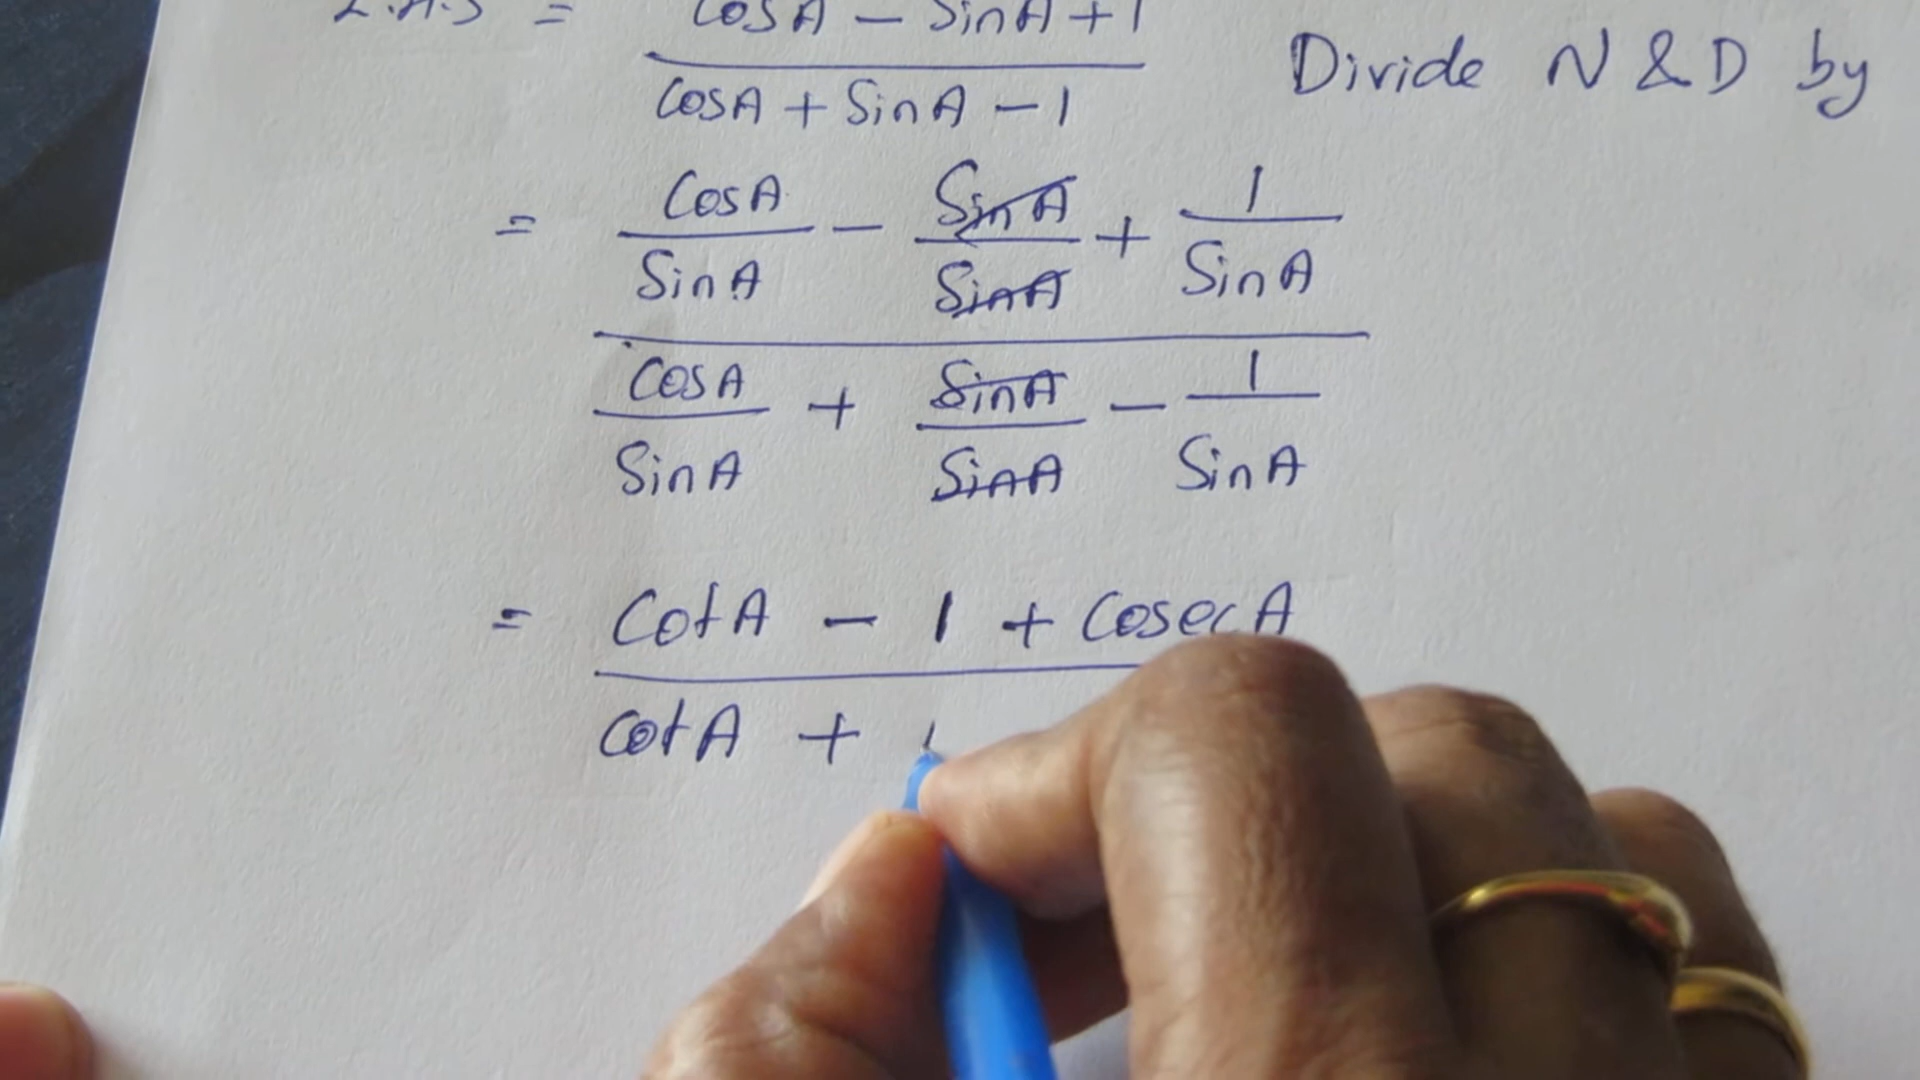 L.H.S = CosA - SinA + 1 / CosA + SinA - 1 Divide N & D by
= CosA / SinA - SinA / SinA + 1 / SinA
CosA / SinA + SinA / SinA - 1 / SinA
= CotA - 1 + CosecA
CotA + 1